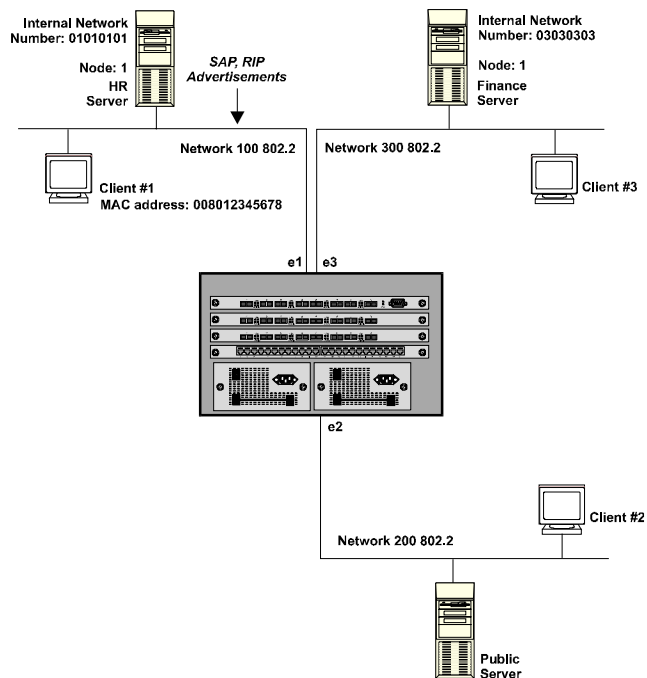 Internal Network
Number: 01010101
Node: 1
HR
Server
SAP, RIP
Advertisements
Internal Network
Number: 03030303
Node: 1
Finance
Server
Network 100 802.2
Network 300 802.2
Client #1
MAC address: 008012345678
Client #3
e1
e3
e2
Client #2
Network 200 802.2
Public
Server